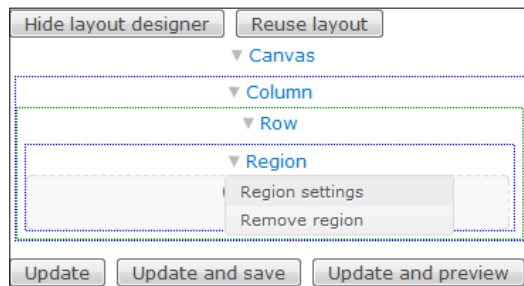 Hide layout designer Reuse layout
Canvas
Column
Row
Region
Region settings
Remove region
Update Update and save Update and preview